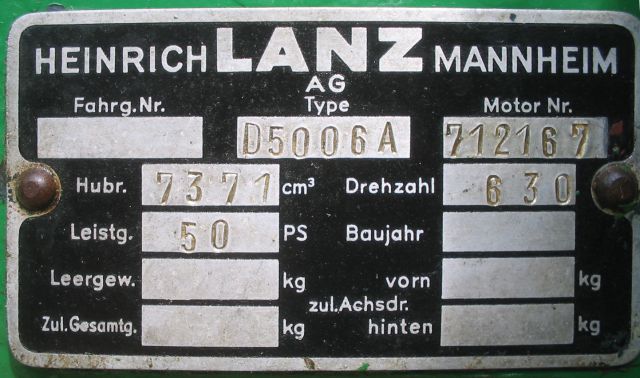 HEINRICH LANZ MANNHEIM
AG
Fahrg.Nr. Type Motor Nr.
D5006A 712167
Hubr. 7371 cm³ Drehzahl 630
Leistg. 50 PS Baujahr
Leergew. kg vorn kg
zul.Achsdr.
Zul.Gesamtg. kg hinten kg